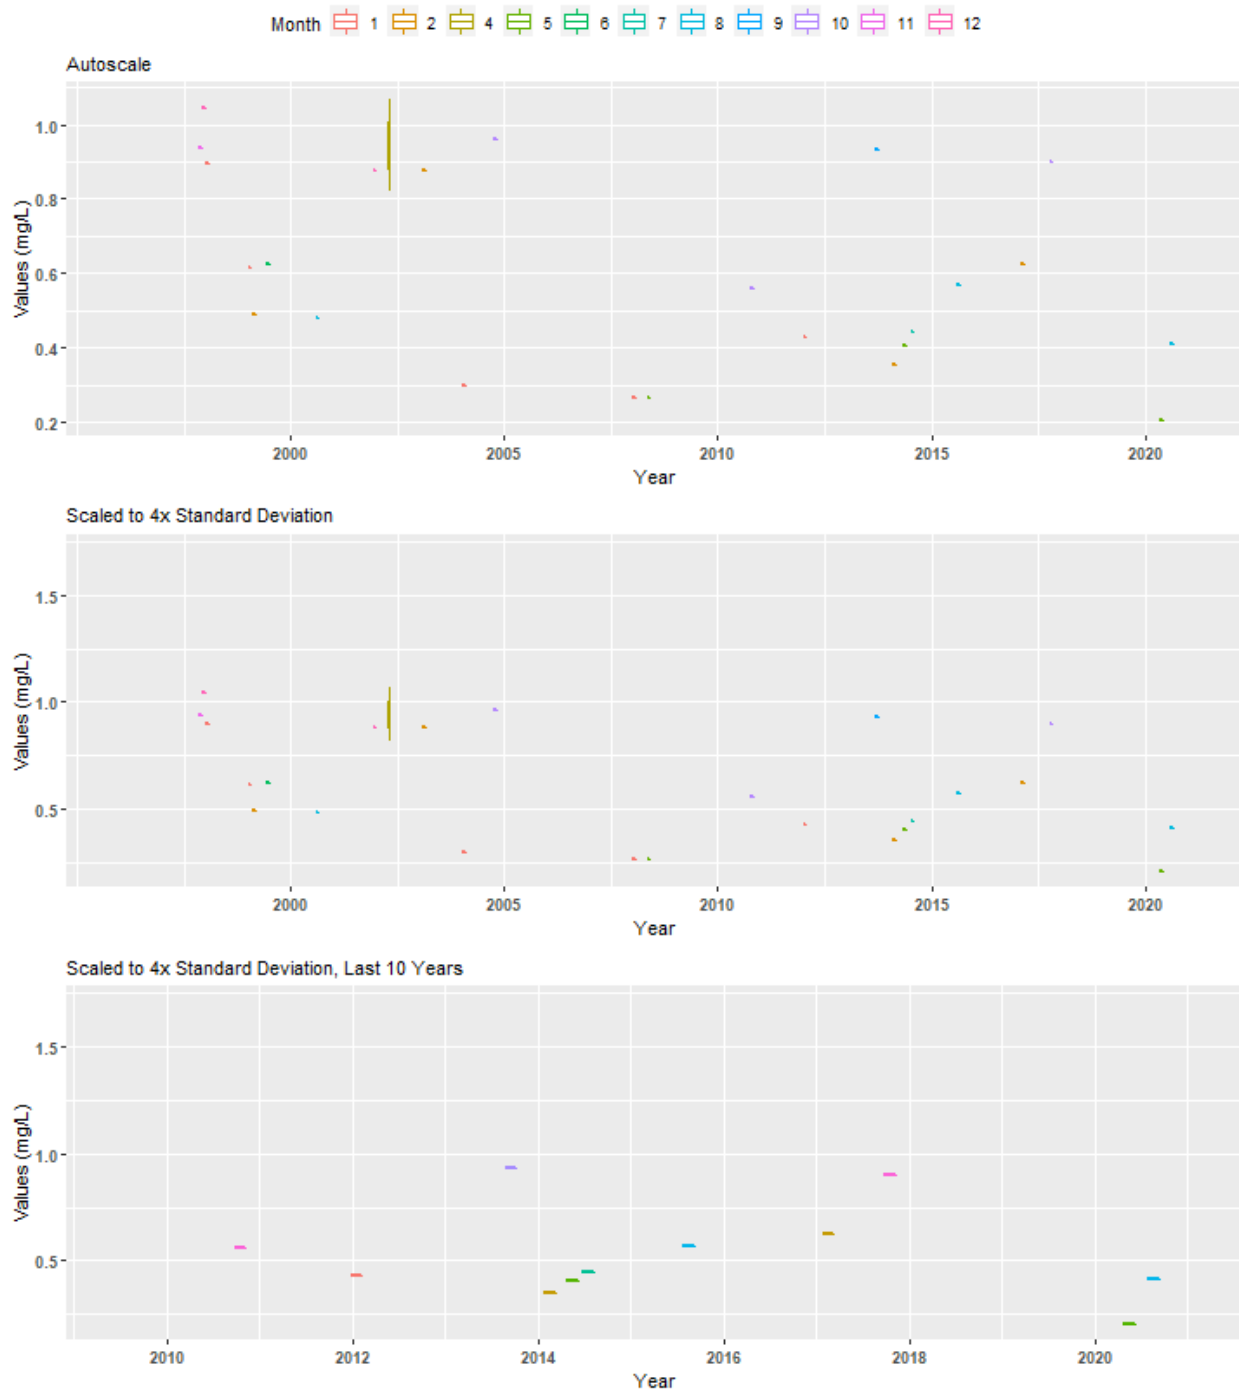 Month 1 2 4 5 6 7 8 9 10 11 12
Autoscale
Values (mg/L)
1.0
0.8
0.6
0.4
0.2
2000 2005 2010 2015 2020
Year
Scaled to 4x Standard Deviation
Values (mg/L)
1.5
1.0
0.5
2000 2005 2010 2015 2020
Year
Scaled to 4x Standard Deviation, Last 10 Years
Values (mg/L)
1.5
1.0
0.5
2010 2012 2014 2016 2018 2020
Year